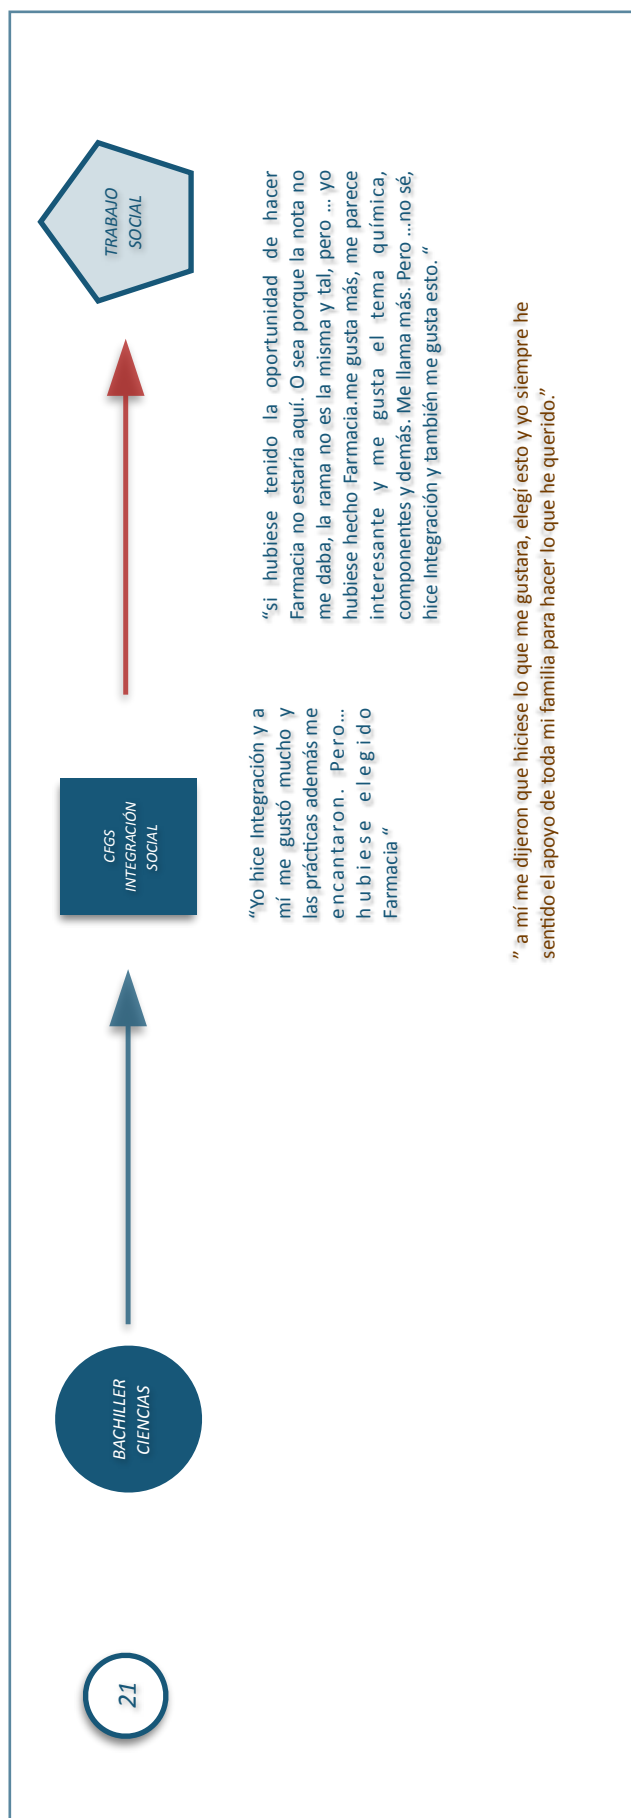 21
BACHILLER
CIENCIAS
CFGS
INTEGRACIÓN
SOCIAL
TRABAJO
SOCIAL
“Yo hice Integración y a
mí me gustó mucho y
las prácticas además me
encantaron. Pero...
hubiese elegido
Farmacia “
“si hubiese tenido la oportunidad de hacer
Farmacia no estaría aquí. O sea porque la nota no
me daba, la rama no es la misma y tal, pero ... yo
hubiese hecho Farmacia.me gusta más, me parece
interesante y me gusta el tema química,
componentes y demás. Me llama más. Pero ...no sé,
hice Integración y también me gusta esto. “
” a mí me dijeron que hiciese lo que me gustara, elegí esto y yo siempre he
sentido el apoyo de toda mi familia para hacer lo que he querido.”